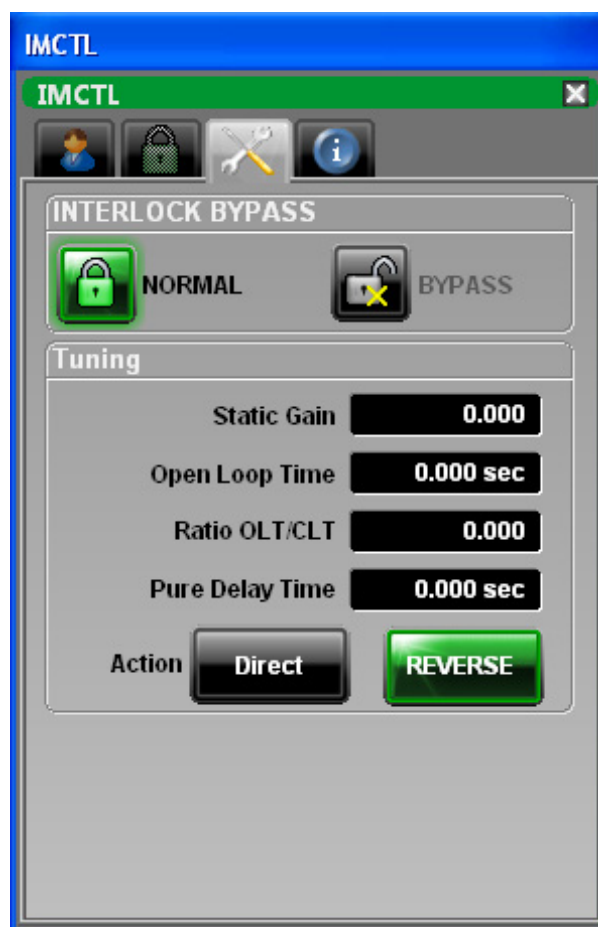 IMCTL
IMCTL
INTERLOCK BYPASS
NORMAL BYPASS
Tuning
Static Gain 0.000
Open Loop Time 0.000 sec
Ratio OLT/CLT 0.000
Pure Delay Time 0.000 sec
Action Direct REVERSE